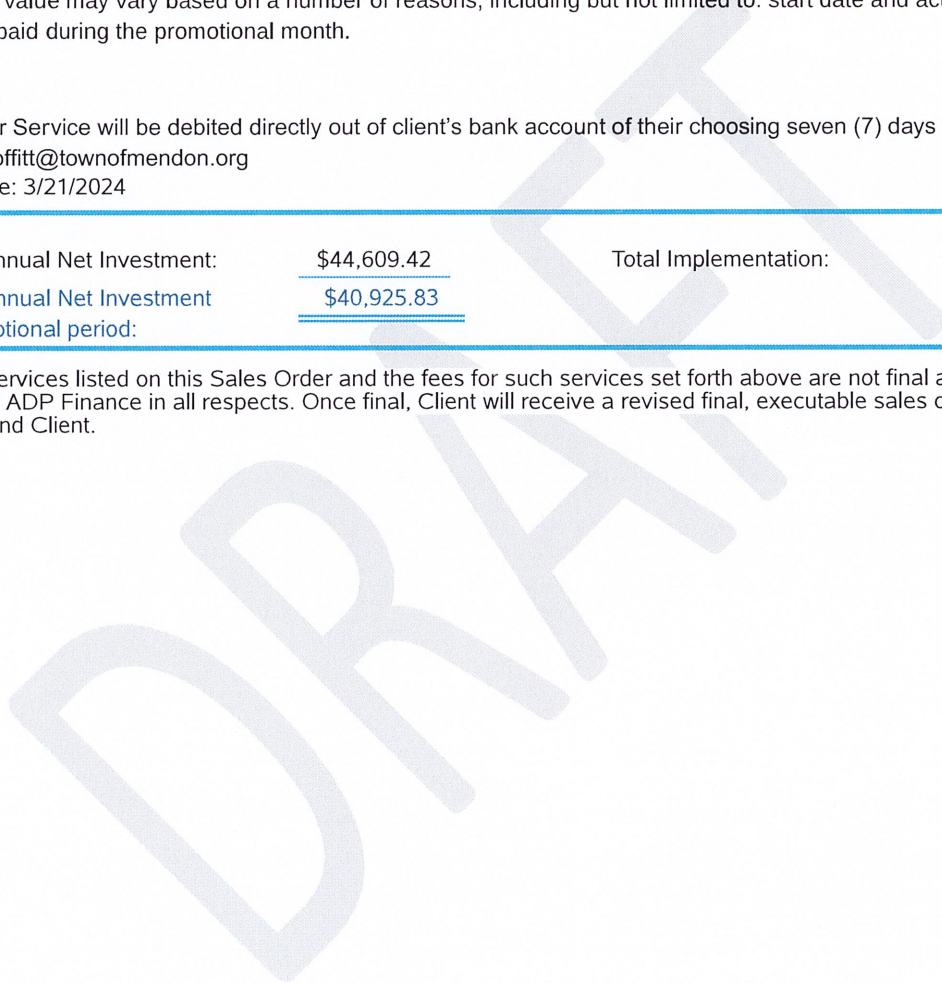 value may vary based on a number of reasons, including but not limited to: start date and
paid during the promotional month.
Service will be debited directly out of client's bank account of their choosing seven (7) days
offitt@townofmendon.org
e: 3/21/2024
nnual Net Investment: $44,609.42 Total Implementation:
nnual Net Investment $40,925.83
otional period:
ervices listed on this Sales Order and the fees for such services set forth above are not final
ADP Finance in all respects. Once final, Client will receive a revised final, executable sales
nd Client.
DRAFT